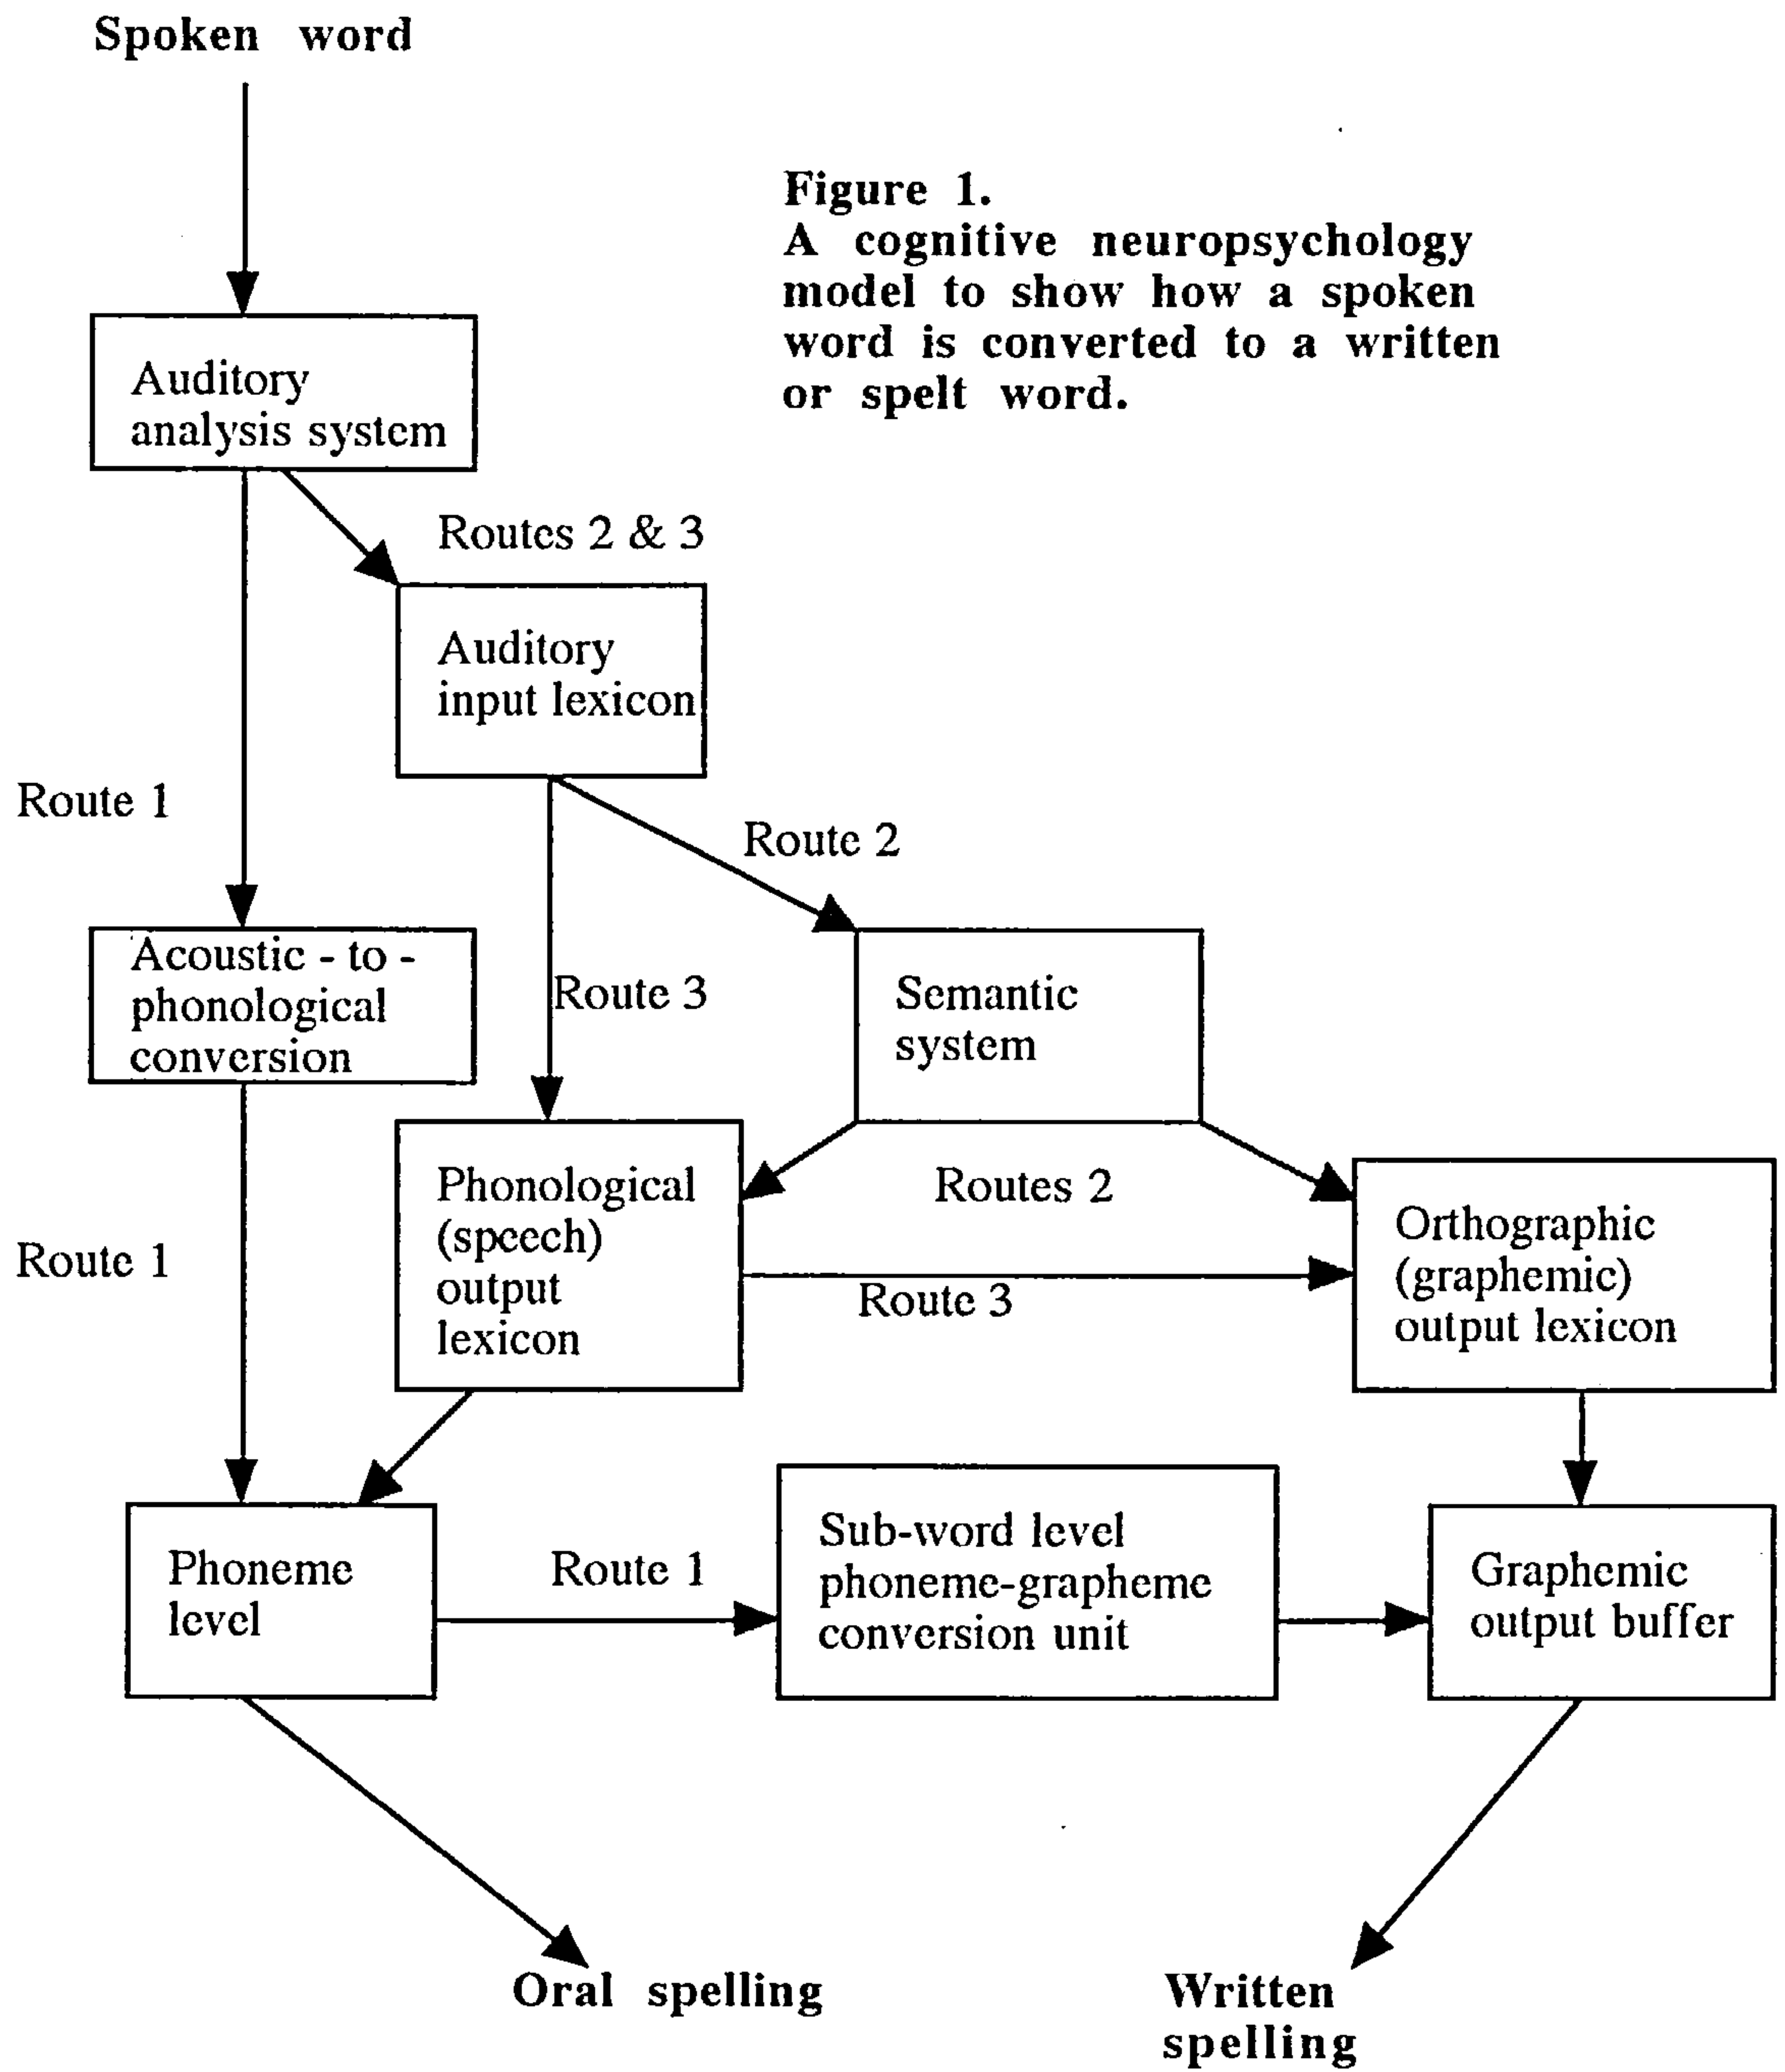 Spoken word
Figure 1.
A cognitive neuropsychology
model to show how a spoken
word is converted to a written
or spelt word.
Auditory
analysis system
Routes 2 & 3
Auditory
input lexicon
Route 1
Route 2
Acoustic - to -
phonological
conversion
Route 3
Semantic
system
Phonological
(speech)
output
lexicon
Routes 2
Orthographic
(graphemic)
output lexicon
Route 1
Route 3
Phoneme
level
Route 1
Sub-word level
phoneme-grapheme
conversion unit
Graphemic
output buffer
Oral spelling
Written
spelling